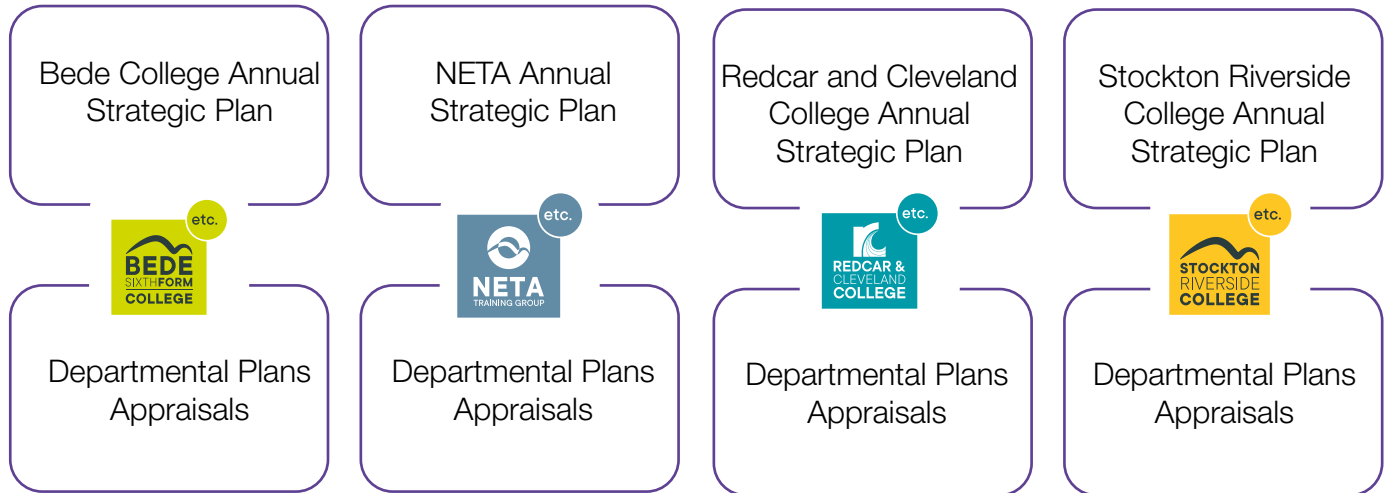 Bede College Annual
Strategic Plan
NETA Annual
Strategic Plan
Redcar and Cleveland
College Annual
Strategic Plan
Stockton Riverside
College Annual
Strategic Plan
etc.
BEDE
SIXTHFORM
COLLEGE
etc.
NETA
TRAINING GROUP
etc.
REDCAR &
CLEVELAND
COLLEGE
etc.
STOCKTON
RIVERSIDE
COLLEGE
Departmental Plans
Appraisals
Departmental Plans
Appraisals
Departmental Plans
Appraisals
Departmental Plans
Appraisals